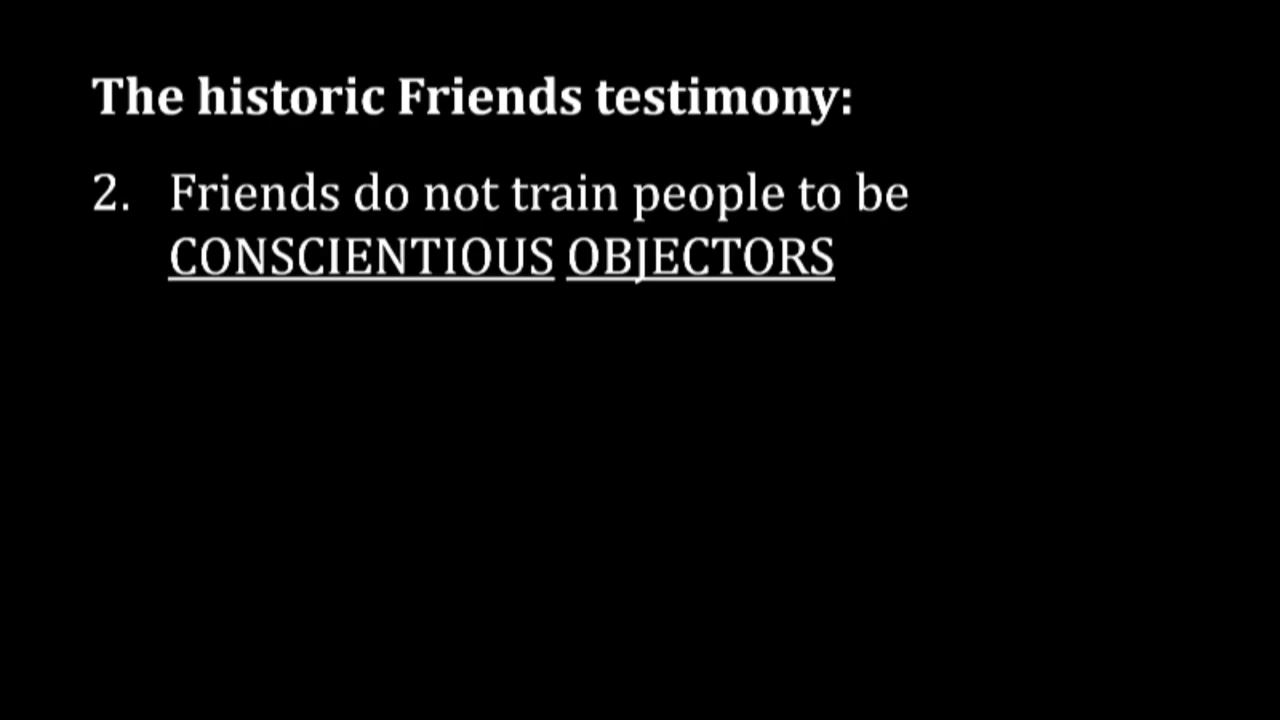 The historic Friends testimony:
2. Friends do not train people to be
CONSCIENTIOUS OBJECTORS